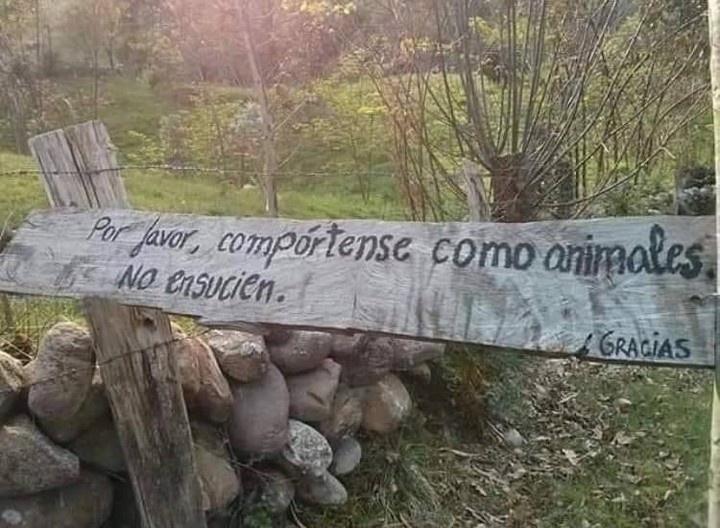 Por favor, compórtense como animales.
No ensucien.
Gracias